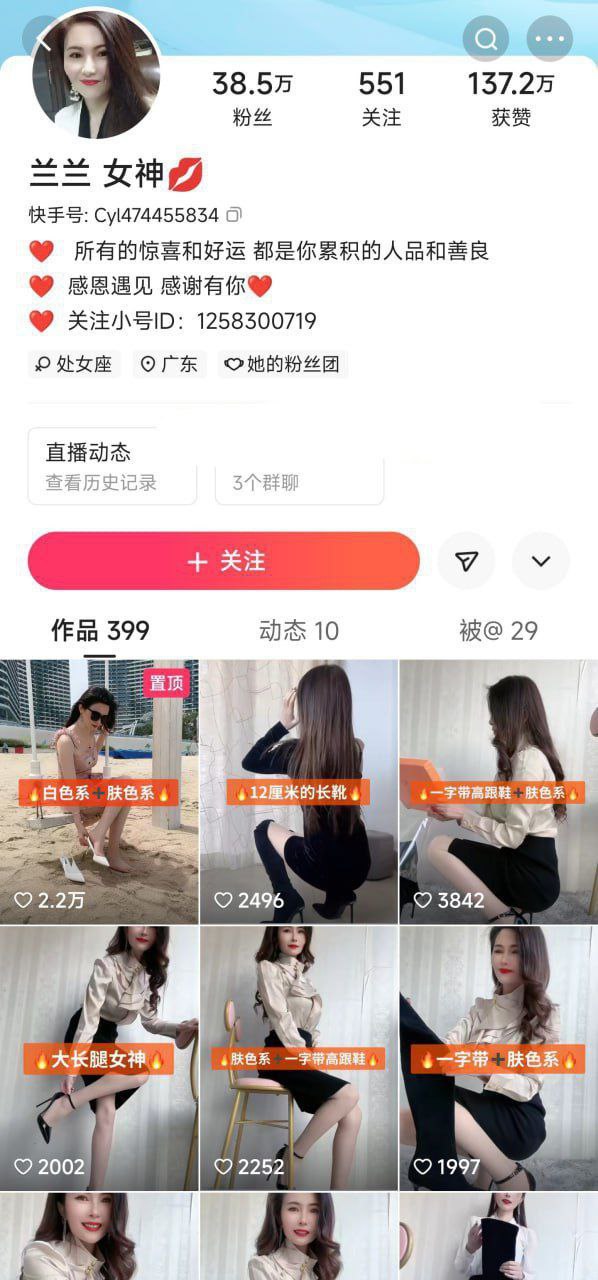 38.5万 551 137.2万
粉丝 关注 获赞
兰兰 女神💋
快手号: Cyl474455834
❤️ 所有的惊喜和好运 都是你累积的人品和善良
❤️ 感恩遇见 感谢有你❤️
❤️ 关注小号ID：1258300719
处女座 广东 她的粉丝团
直播动态
查看历史记录 3个群聊
+ 关注
作品 399 动态 10 被@ 29
置顶
🔥白色系➕肤色系🔥 🔥12厘米的长靴🔥 🔥一字带高跟鞋➕肤色系🔥
2.2万 2496 3842
🔥大长腿女神🔥 🔥肤色系➕一字带高跟鞋🔥 🔥一字带➕肤色系🔥
2002 2252 1997